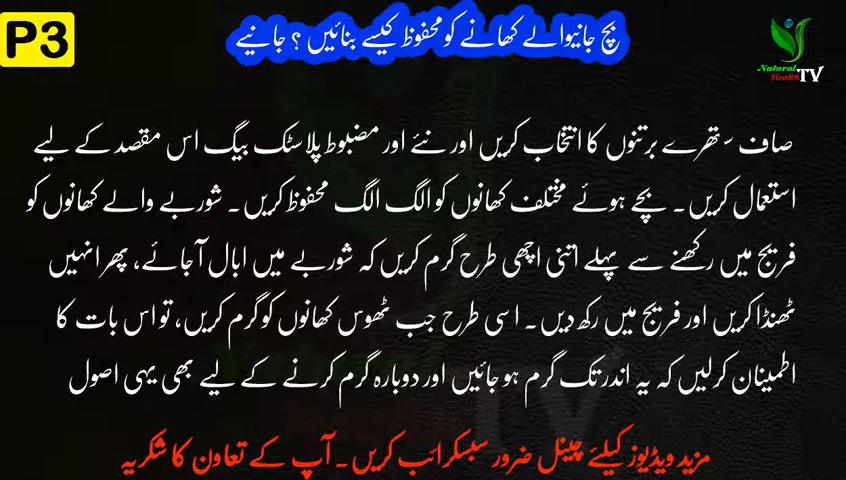 P3
بچ جانیوالے کھانے کو محفوظ کیسے بنائیں ؟ جانیے
Natural
Health TV
صاف ستھرے برتنوں کا انتخاب کریں اور نئے اور مضبوط پلاسٹک بیگ اس مقصد کے لیے
استعمال کریں۔ بچے ہوئے مختلف کھانوں کو الگ الگ محفوظ کریں۔ شوربے والے کھانوں کو
فریج میں رکھنے سے پہلے اتنی اچھی طرح گرم کریں کہ شوربے میں ابال آجائے، پھر انہیں
ٹھنڈا کریں اور فریج میں رکھ دیں۔ اسی طرح جب ٹھوس کھانوں کو گرم کریں، تو اس بات کا
اطمینان کرلیں کہ یہ اندر تک گرم ہو جائیں اور دوبارہ گرم کرنے کے لیے بھی یہی اصول
مزید ویڈیوز کیلئے چینل ضرور سبسکرائب کریں۔ آپ کے تعاون کا شکریہ